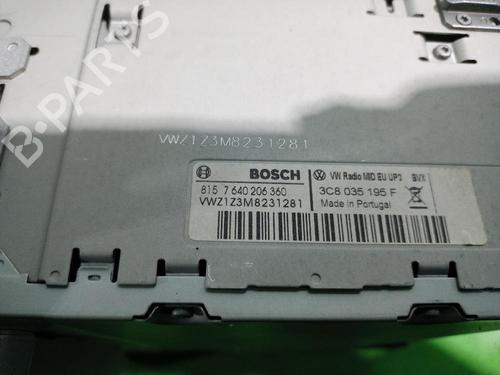 B-PARTS
VWZ1Z3M8231281
BOSCH
815 7 640 206 360
VWZ1Z3M8231281
VW Radio MID EU UP2 BVX
3C8 035 195 F
Made in Portugal